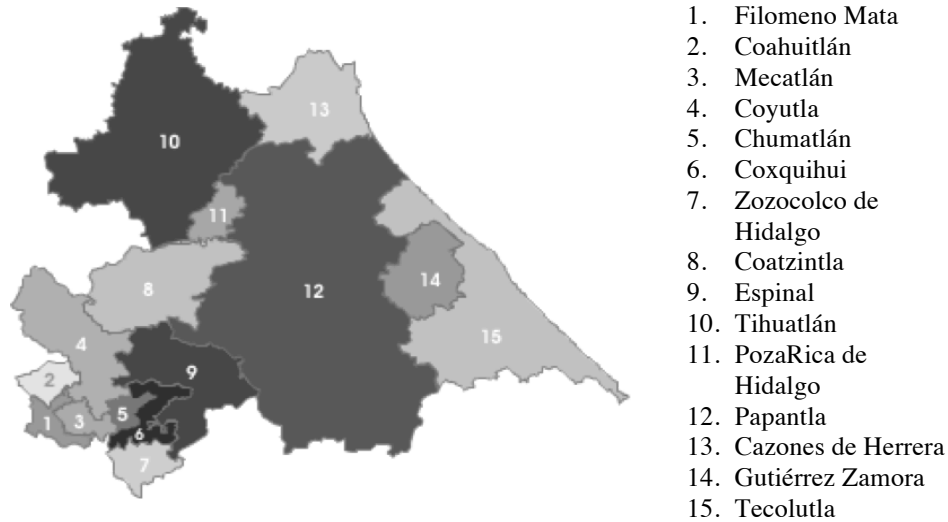 13
10
11
14
8
12
15
4
9
2
5
1
3
6
7
1. Filomeno Mata
2. Coahuitlán
3. Mecatlán
4. Coyutla
5. Chumatlán
6. Coxquihui
7. Zozocolco de
Hidalgo
8. Coatzintla
9. Espinal
10. Tihuatlán
11. PozaRica de
Hidalgo
12. Papantla
13. Cazones de Herrera
14. Gutiérrez Zamora
15. Tecolutla